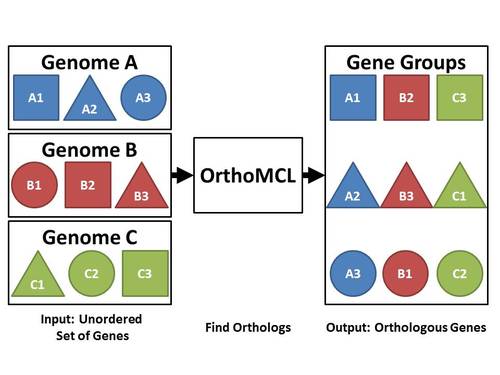 Genome A
A1 A2 A3
Genome B
B1 B2 B3
Genome C
C1 C2 C3
Input: Unordered
Set of Genes
OrthoMCL
Find Orthologs
Gene Groups
A1 B2 C3
A2 B3 C1
A3 B1 C2
Output: Orthologous Genes